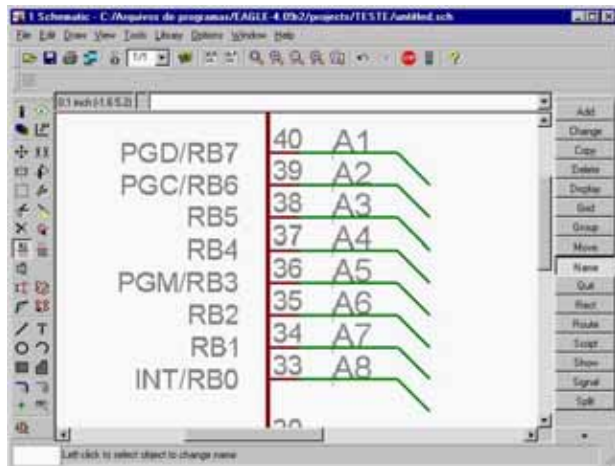 1 Schematic - C:/Arquivos de programas/EAGLE-4.09r2/projects/TESTE/untitled.sch
File Edit Draw View Tools Library Options Window Help
1/1
0.1 inch (-1.6 5.2)
PGD/RB7 40 A1
PGC/RB6 39 A2
RB5 38 A3
RB4 37 A4
PGM/RB3 36 A5
RB2 35 A6
RB1 34 A7
INT/RB0 33 A8
Add
Change
Copy
Delete
Display
Grid
Group
Move
Name
Quit
Rect
Route
Script
Show
Signal
Split
Left-click to select object to change name